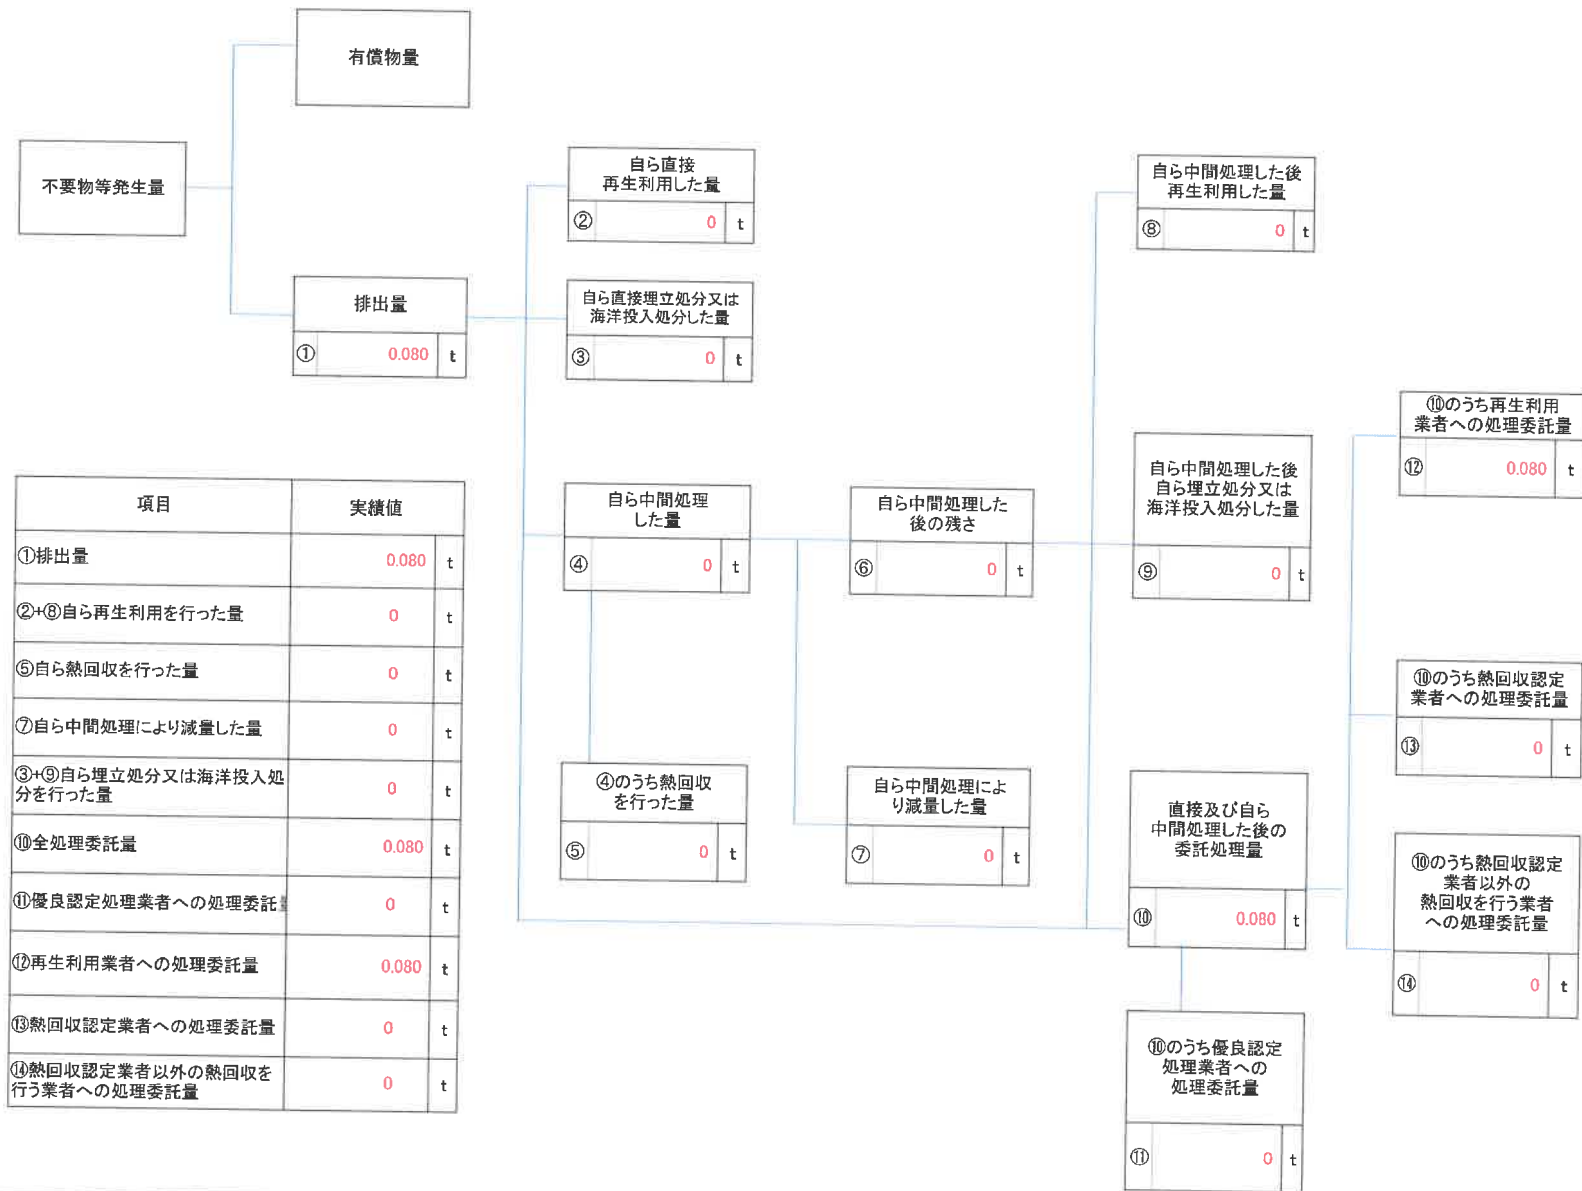 有償物量
不要物等発生量
排出量
① 0.080 t
自ら直接
再生利用した量
② 0 t
自ら直接埋立処分又は
海洋投入処分した量
③ 0 t
自ら中間処理
した量
④ 0 t
④のうち熱回収
を行った量
⑤ 0 t
自ら中間処理した
後の残さ
⑥ 0 t
自ら中間処理によ
り減量した量
⑦ 0 t
自ら中間処理した後
再生利用した量
⑧ 0 t
自ら中間処理した後
自ら埋立処分又は
海洋投入処分した量
⑨ 0 t
直接及び自ら
中間処理した後の
委託処理量
⑩ 0.080 t
⑩のうち優良認定
処理業者への
処理委託量
⑪ 0 t
⑩のうち再生利用
業者への処理委託量
⑫ 0.080 t
⑩のうち熱回収認定
業者への処理委託量
⑬ 0 t
⑩のうち熱回収認定
業者以外の
熱回収を行う業者
への処理委託量
⑭ 0 t
項目 実績値
①排出量 0.080 t
②+⑧自ら再生利用を行った量 0 t
⑤自ら熱回収を行った量 0 t
⑦自ら中間処理により減量した量 0 t
③+⑨自ら埋立処分又は海洋投入処
分を行った量 0 t
⑩全処理委託量 0.080 t
⑪優良認定処理業者への処理委託 0 t
⑫再生利用業者への処理委託量 0.080 t
⑬熱回収認定業者への処理委託量 0 t
⑭熱回収認定業者以外の熱回収を
行う業者への処理委託量 0 t